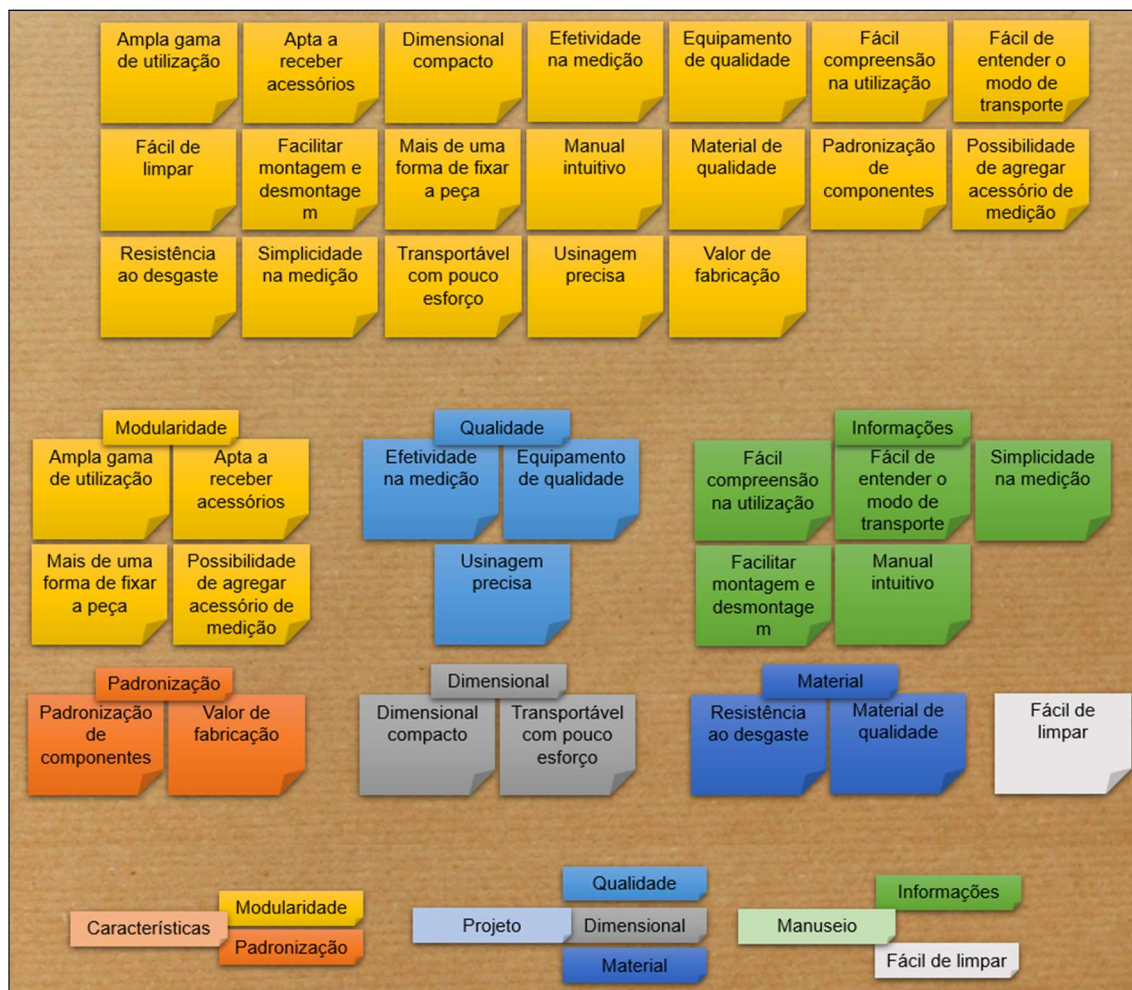 Ampla gama
de utilização
Apta a
receber
acessórios
Dimensional
compacto
Efetividade
na medição
Equipamento
de qualidade
Fácil
compreensão
na utilização
Fácil de
entender o
modo de
transporte
Fácil de
limpar
Facilitar
montagem e
desmontage
m
Mais de uma
forma de fixar
a peça
Manual
intuitivo
Material de
qualidade
Padronização
de
componentes
Possibilidade
de agregar
acessório de
medição
Resistência
ao desgaste
Simplicidade
na medição
Transportável
com pouco
esforço
Usinagem
precisa
Valor de
fabricação
Modularidade
Ampla gama
de utilização
Apta a
receber
acessórios
Mais de uma
forma de fixar
a peça
Possibilidade
de agregar
acessório de
medição
Qualidade
Efetividade
na medição
Equipamento
de qualidade
Usinagem
precisa
Informações
Fácil
compreensão
na utilização
Fácil de
entender o
modo de
transporte
Simplicidade
na medição
Facilitar
montagem e
desmontage
m
Manual
intuitivo
Padronização
Padronização
de
componentes
Valor de
fabricação
Dimensional
Dimensional
compacto
Transportável
com pouco
esforço
Material
Resistência
ao desgaste
Material de
qualidade
Fácil de
limpar
Características
Modularidade
Padronização
Projeto
Qualidade
Dimensional
Material
Manuseio
Informações
Fácil de limpar